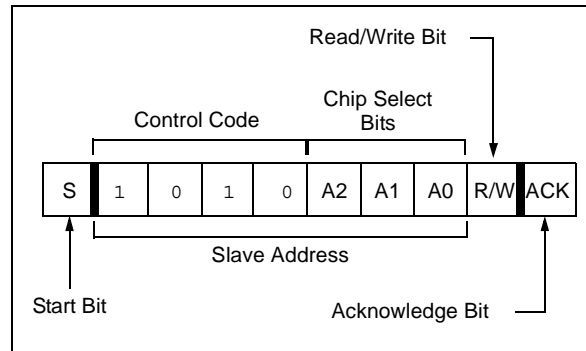 Read/Write Bit
Chip Select
Bits
Control Code
S 1 0 1 0 A2 A1 A0 R/W ACK
Slave Address
Start Bit
Acknowledge Bit